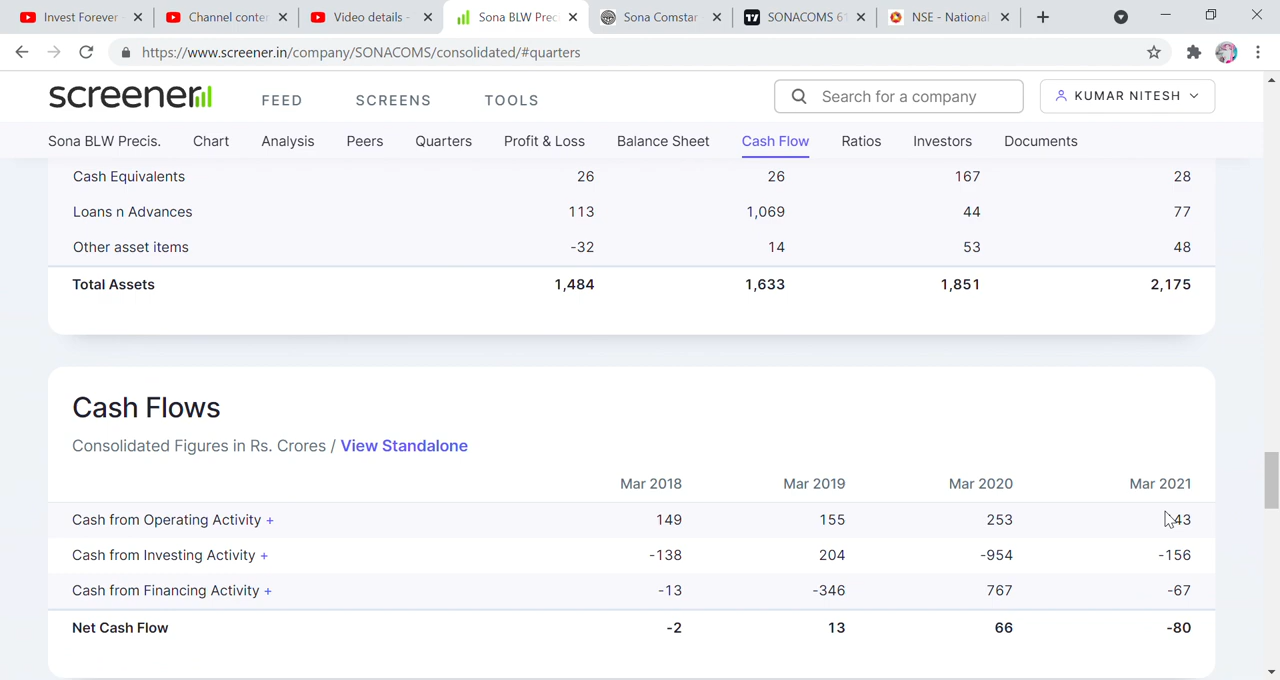 Invest Forever
Channel conter
Video details -
Sona BLW Prec
Sona Comstar -
SONACOMS 61
NSE - National
https://www.screener.in/company/SONACOMS/consolidated/#quarters
screener
FEED SCREENS TOOLS
Search for a company
KUMAR NITESH
Sona BLW Precis. Chart Analysis Peers Quarters Profit & Loss Balance Sheet Cash Flow Ratios Investors Documents
Cash Equivalents 26 26 167 28
Loans n Advances 113 1,069 44 77
Other asset items -32 14 53 48
Total Assets 1,484 1,633 1,851 2,175
Cash Flows
Consolidated Figures in Rs. Crores / View Standalone
Mar 2018 Mar 2019 Mar 2020 Mar 2021
Cash from Operating Activity + 149 155 253
Cash from Investing Activity + -138 204 -954 -156
Cash from Financing Activity + -13 -346 767 -67
Net Cash Flow -2 13 66 -80